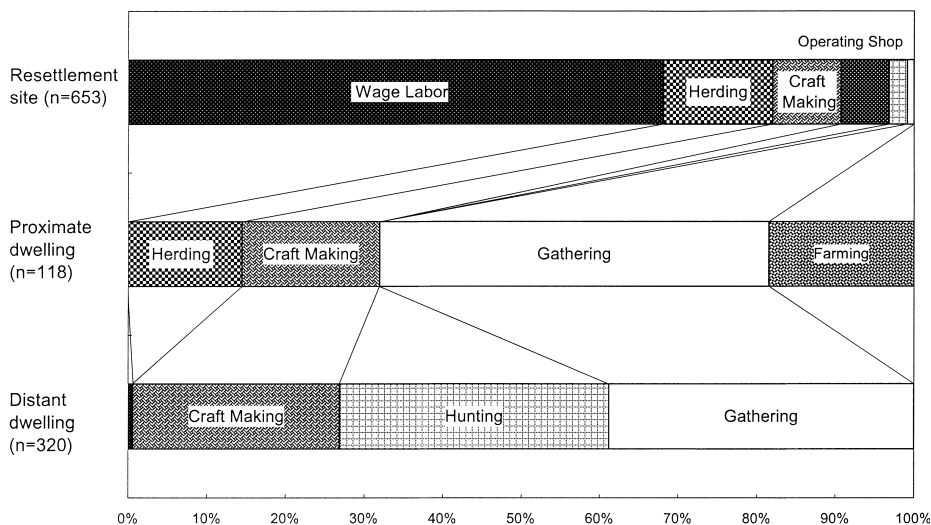 Operating Shop
Resettlement
site (n=653)
Wage Labor
Herding
Craft
Making
Proximate
dwelling
(n=118)
Herding
Craft Making
Gathering
Farming
Distant
dwelling
(n=320)
Craft Making
Hunting
Gathering
0% 10% 20% 30% 40% 50% 60% 70% 80% 90% 100%